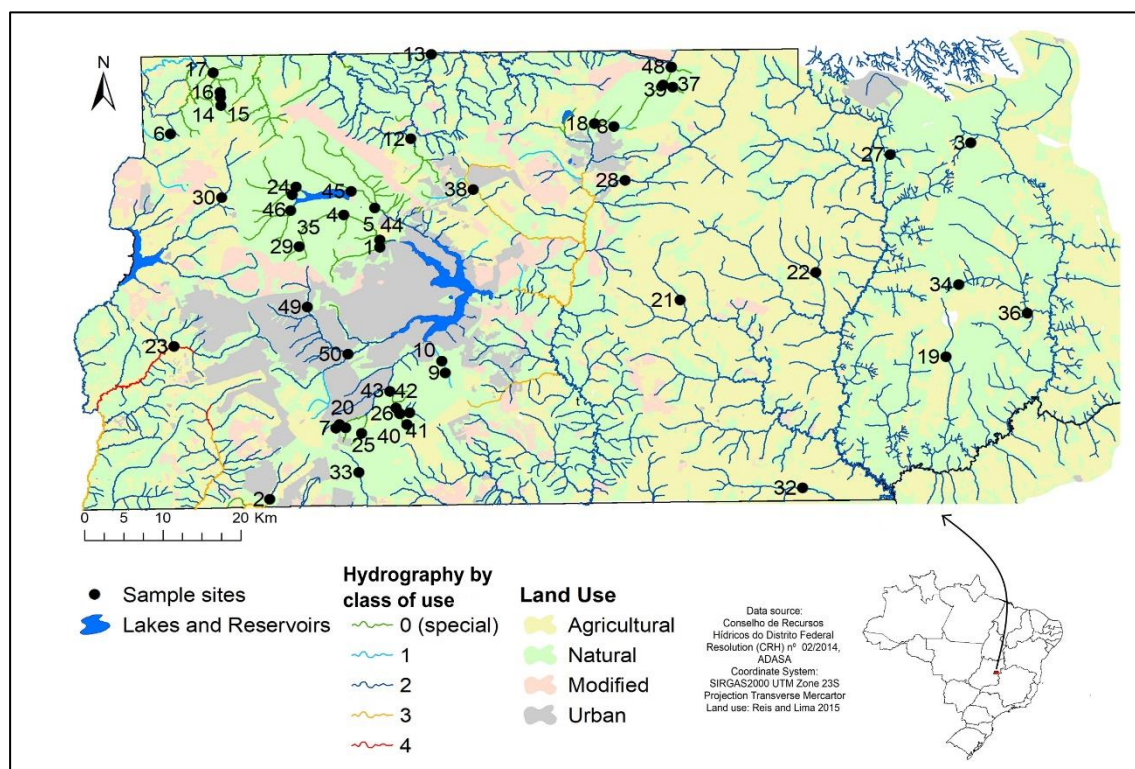 13
48
17
37
16
39
14
15
18
8
6
12
3
27
28
24
45
38
30
46
4
5
44
35
29
1
22
34
21
36
49
23
50
10
19
9
43
42
20
26
7
40
41
25
33
2
32
N
0 5 10 20 Km
Sample sites
Lakes and Reservoirs
Hydrography by
class of use
0 (special)
1
2
3
4
Land Use
Agricultural
Natural
Modified
Urban
Data source:
Conselho de Recursos
Hídricos do Distrito Federal
Resolution (CRH) nº 02/2014,
ADASA
Coordinate System:
SIRGAS2000 UTM Zone 23S
Projection Transverse Mercartor
Land use: Reis and Lima 2015